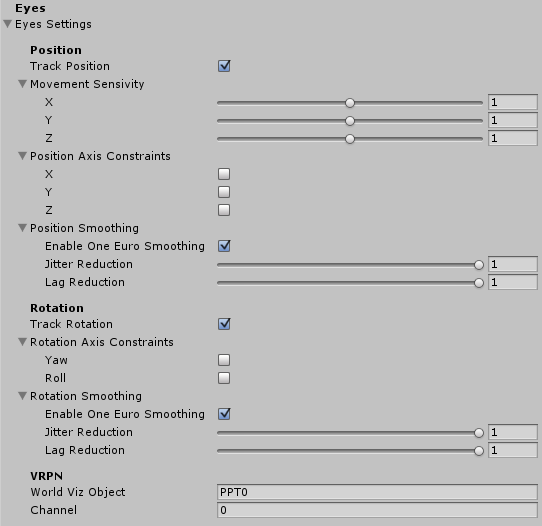 Eyes
Eyes Settings
Position
Track Position
Movement Sensivity
X 1
Y 1
Z 1
Position Axis Constraints
X
Y
Z
Position Smoothing
Enable One Euro Smoothing
Jitter Reduction 1
Lag Reduction 1
Rotation
Track Rotation
Rotation Axis Constraints
Yaw
Roll
Rotation Smoothing
Enable One Euro Smoothing
Jitter Reduction 1
Lag Reduction 1
VRPN
World Viz Object PPT0
Channel 0